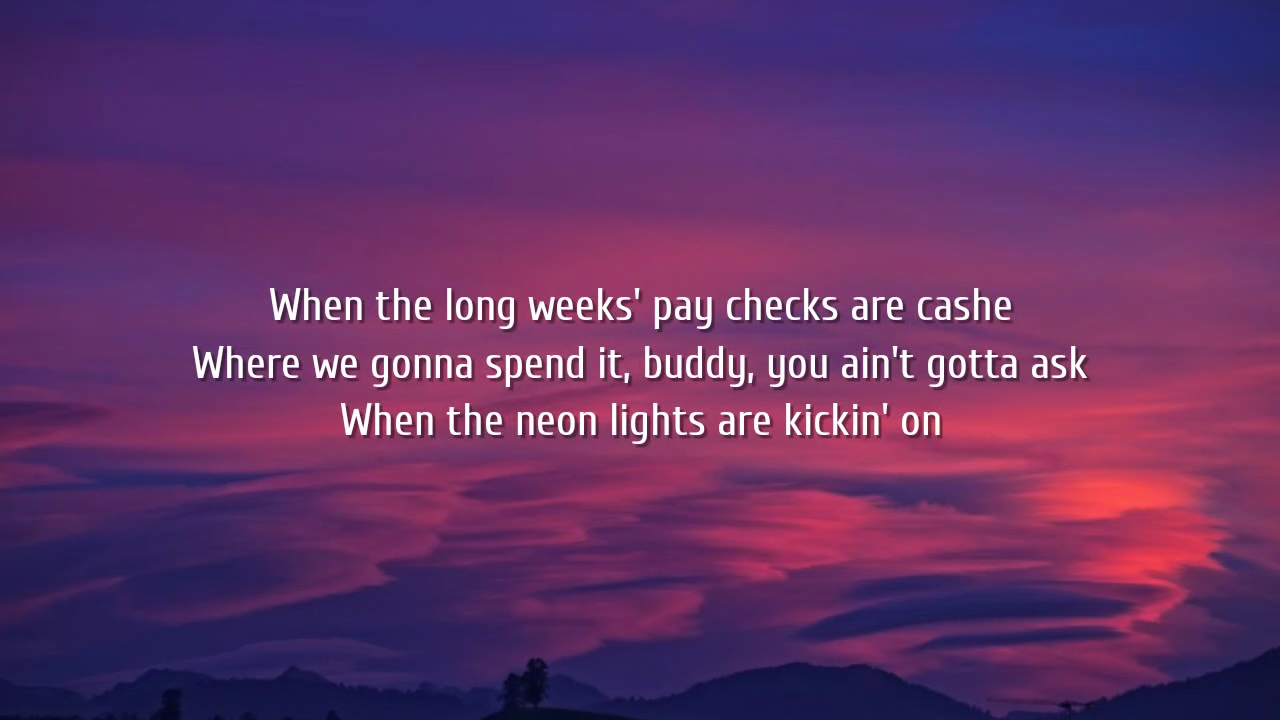 When the long weeks' pay checks are cashe
Where we gonna spend it, buddy, you ain't gotta ask
When the neon lights are kickin' on